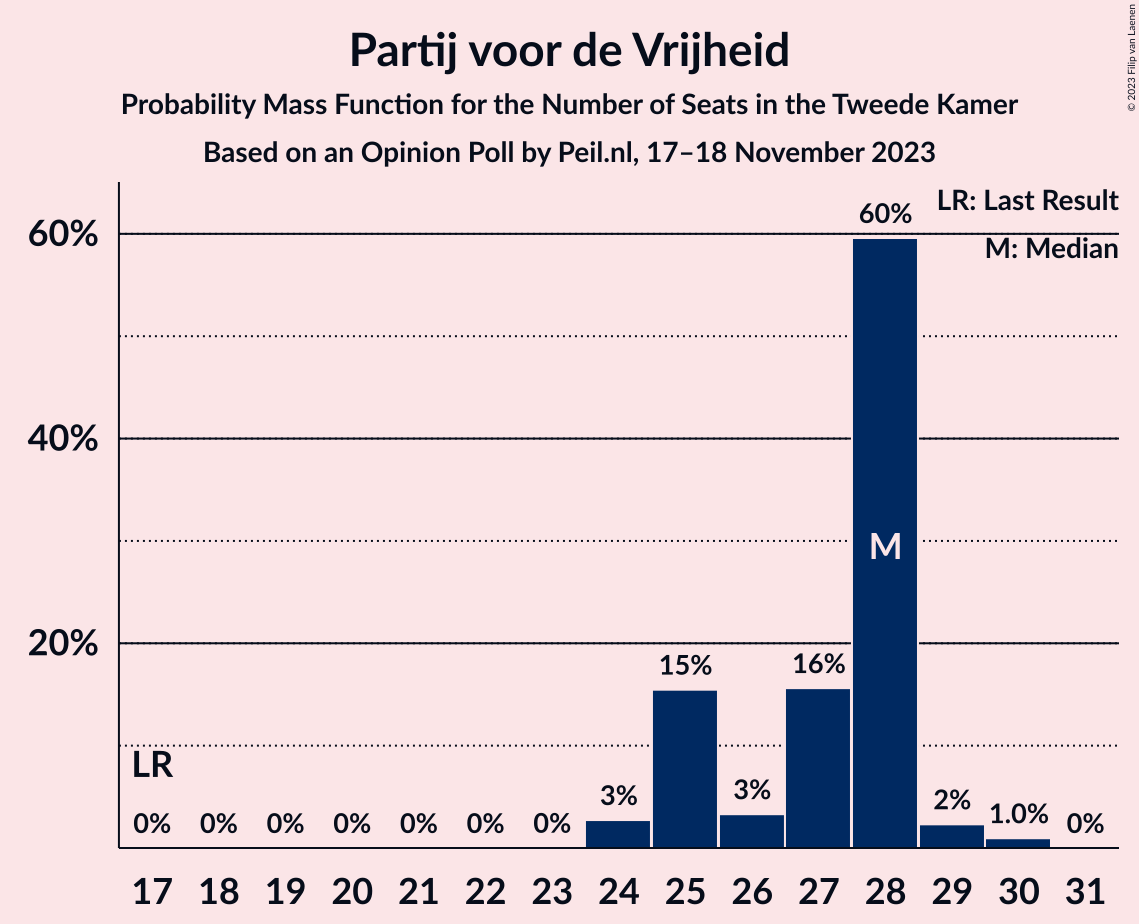 Partij voor de Vrijheid
Probability Mass Function for the Number of Seats in the Tweede Kamer
Based on an Opinion Poll by Peil.nl, 17–18 November 2023
© 2023 Filip van Laenen
LR: Last Result
M: Median
60%
40%
20%
LR
M
0%
0%
0%
0%
0%
0%
0%
3%
15%
3%
16%
60%
2%
1.0%
0%
17 18 19 20 21 22 23 24 25 26 27 28 29 30 31